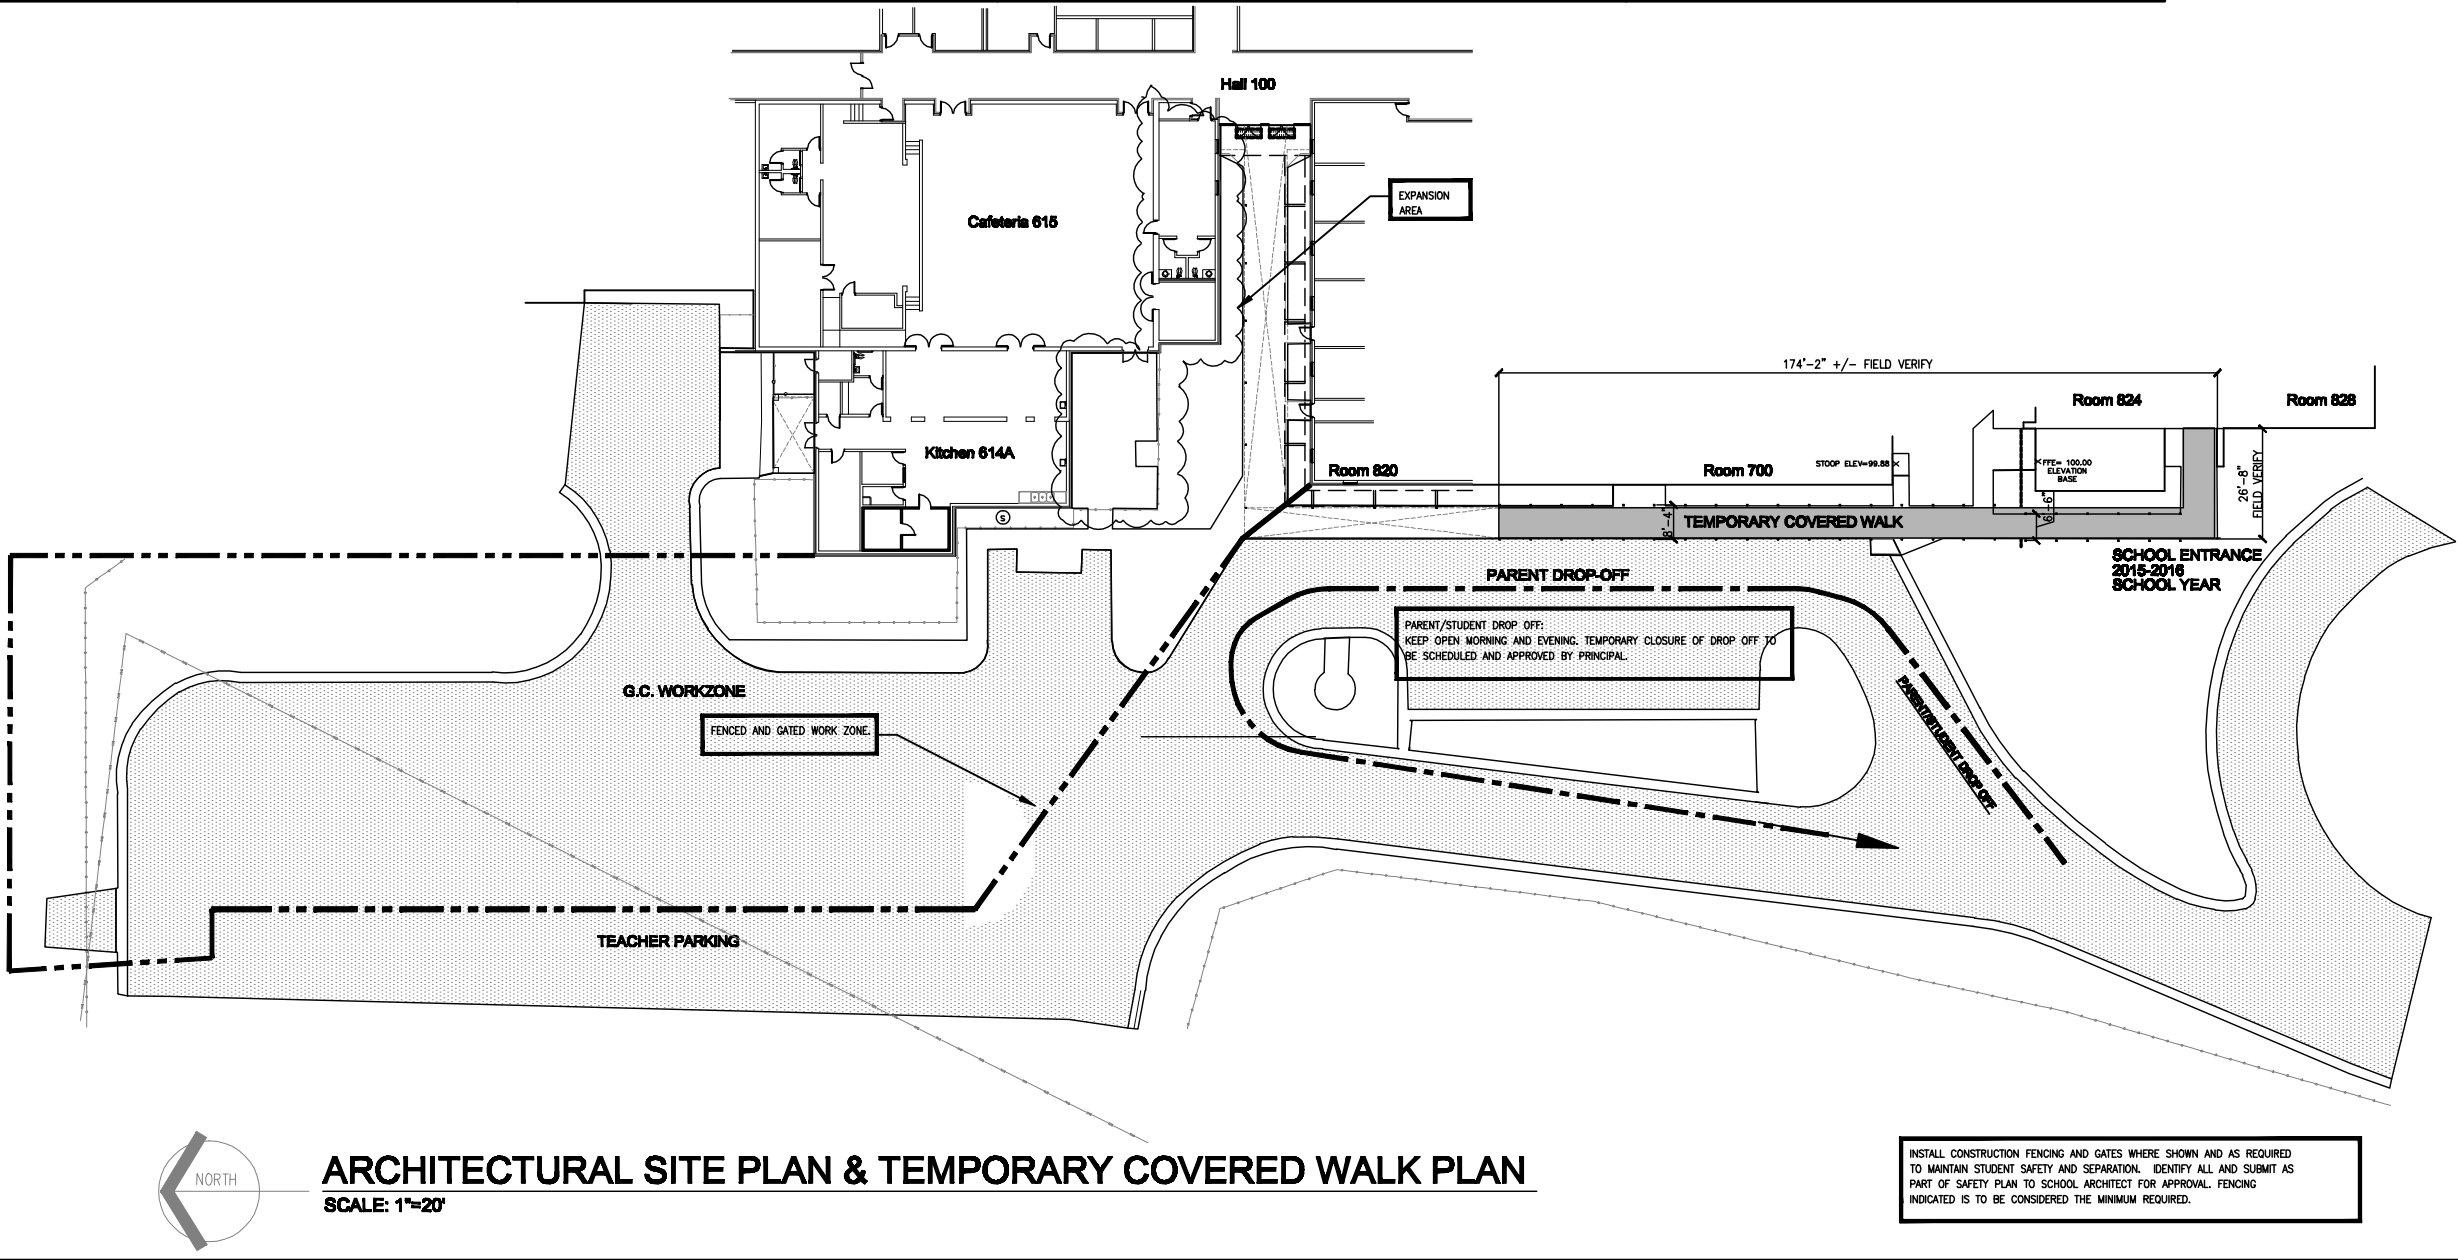 Hall 100
EXPANSION
AREA
Cafeteria 615
174'-2" +/- FIELD VERIFY
Room 824
Room 828
Kitchen 614A
Room 820
Room 700
STOOP ELEV=99.88
FFE= 100.00
ELEVATION
BASE
26'-8"
FIELD VERIFY
6'-6"
8'-4"
S
TEMPORARY COVERED WALK
SCHOOL ENTRANCE
2015-2016
SCHOOL YEAR
PARENT DROP-OFF
PARENT/STUDENT DROP OFF:
KEEP OPEN MORNING AND EVENING. TEMPORARY CLOSURE OF DROP OFF TO
BE SCHEDULED AND APPROVED BY PRINCIPAL.
PARENT/STUDENT DROP OFF
G.C. WORKZONE
FENCED AND GATED WORK ZONE.
TEACHER PARKING
NORTH
ARCHITECTURAL SITE PLAN & TEMPORARY COVERED WALK PLAN
SCALE: 1"=20'
INSTALL CONSTRUCTION FENCING AND GATES WHERE SHOWN AND AS REQUIRED
TO MAINTAIN STUDENT SAFETY AND SEPARATION. IDENTIFY ALL AND SUBMIT AS
PART OF SAFETY PLAN TO SCHOOL ARCHITECT FOR APPROVAL. FENCING
INDICATED IS TO BE CONSIDERED THE MINIMUM REQUIRED.